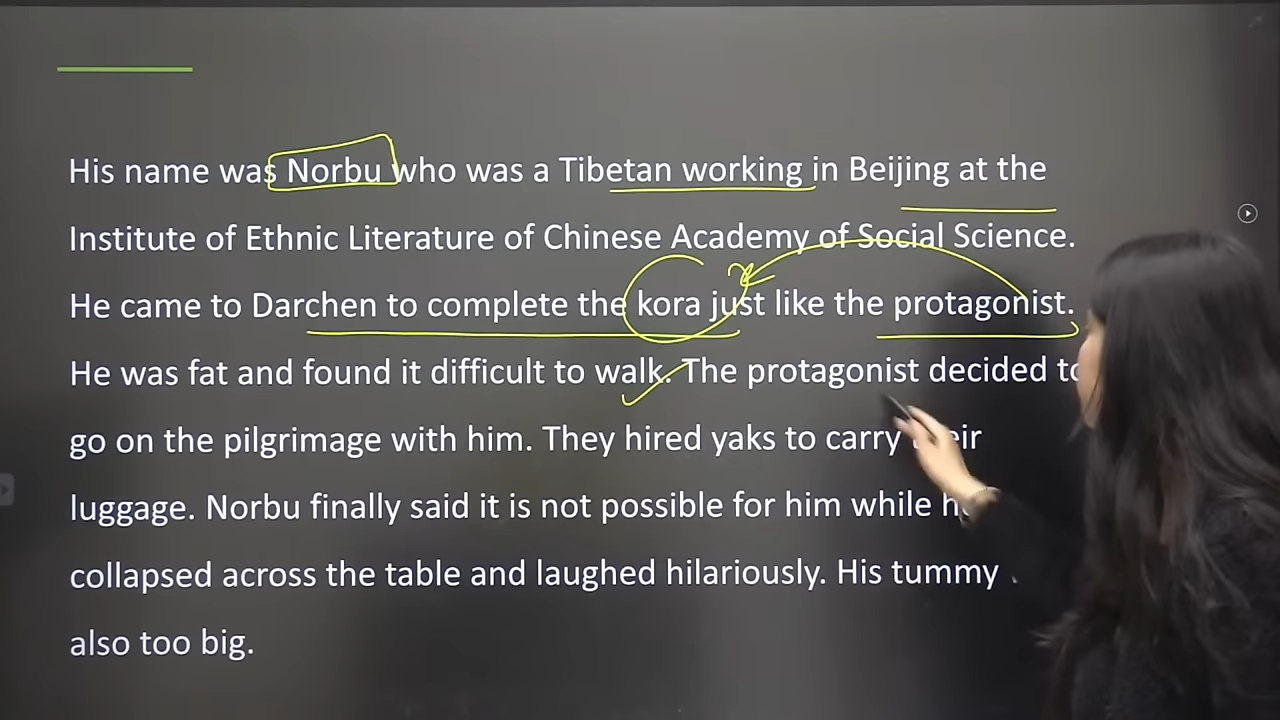 His name was Norbu who was a Tibetan working in Beijing at the
Institute of Ethnic Literature of Chinese Academy of Social Science.
He came to Darchen to complete the kora just like the protagonist.
He was fat and found it difficult to walk. The protagonist decided to
go on the pilgrimage with him. They hired yaks to carry their
luggage. Norbu finally said it is not possible for him while
collapsed across the table and laughed hilariously. His tummy
also too big.